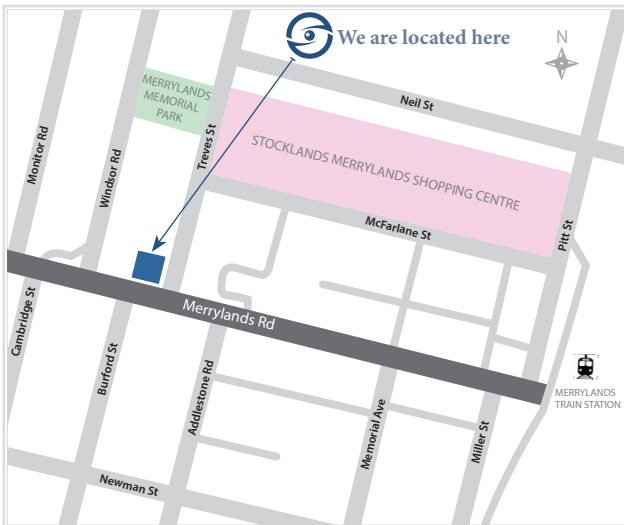 We are located here
N
Neil St
MERRYLANDS
MEMORIAL
PARK
Monitor Rd
Windsor Rd
Treves St
STOCKLANDS MERRYLANDS SHOPPING CENTRE
McFarlane St
Pitt St
Cambridge St
Merrylands Rd
Burford St
Addlestone Rd
Memorial Ave
Miller St
MERRYLANDS
TRAIN STATION
Newman St